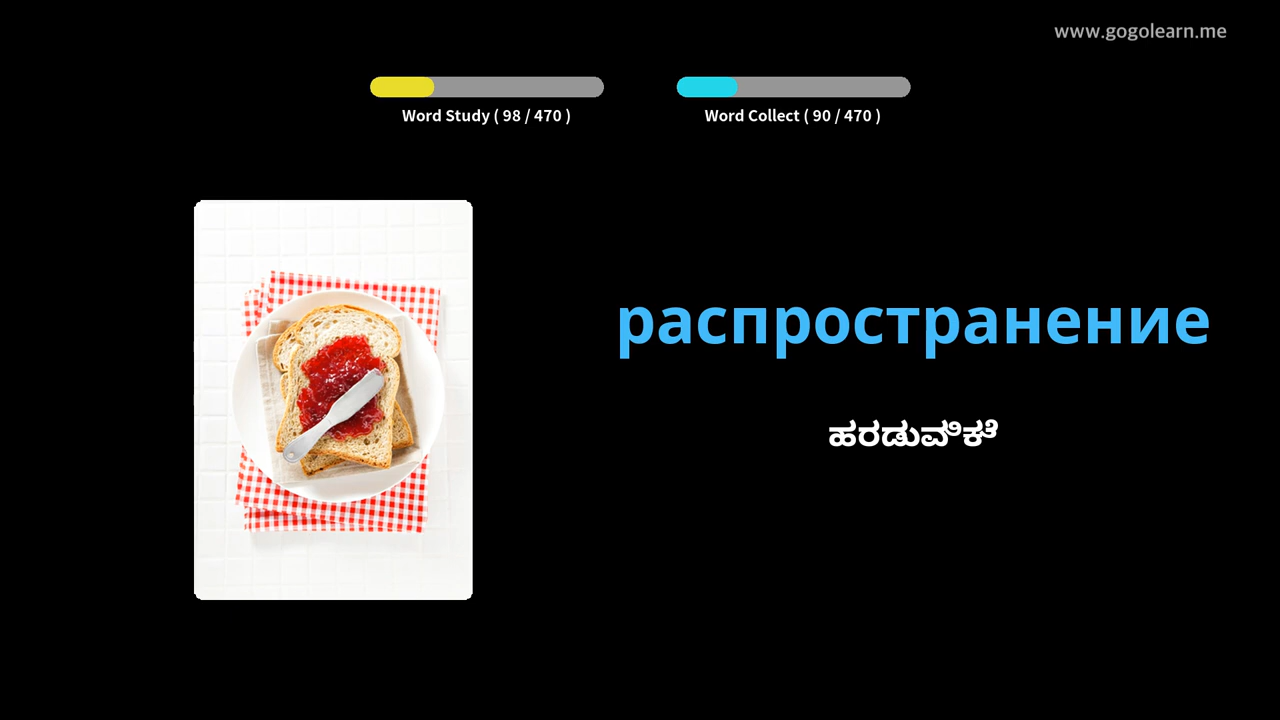 www.gogolearn.me
Word Study ( 98 / 470 )
Word Collect ( 90 / 470 )
распространение
ಹರಡುವಿಕೆ